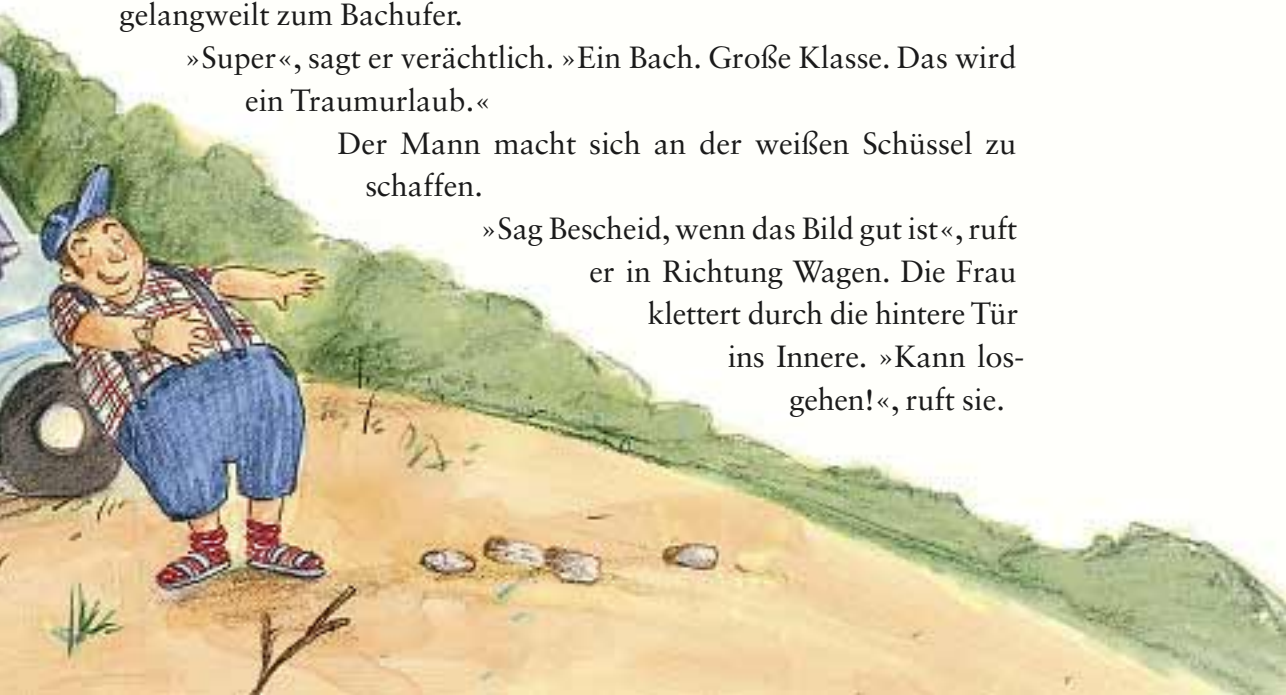 gelangweilt zum Bachufer.
»Super«, sagt er verächtlich. »Ein Bach. Große Klasse. Das wird
ein Traumurlaub.«
Der Mann macht sich an der weißen Schüssel zu
schaffen.
»Sag Bescheid, wenn das Bild gut ist«, ruft
er in Richtung Wagen. Die Frau
klettert durch die hintere Tür
ins Innere. »Kann los-
gehen!«, ruft sie.